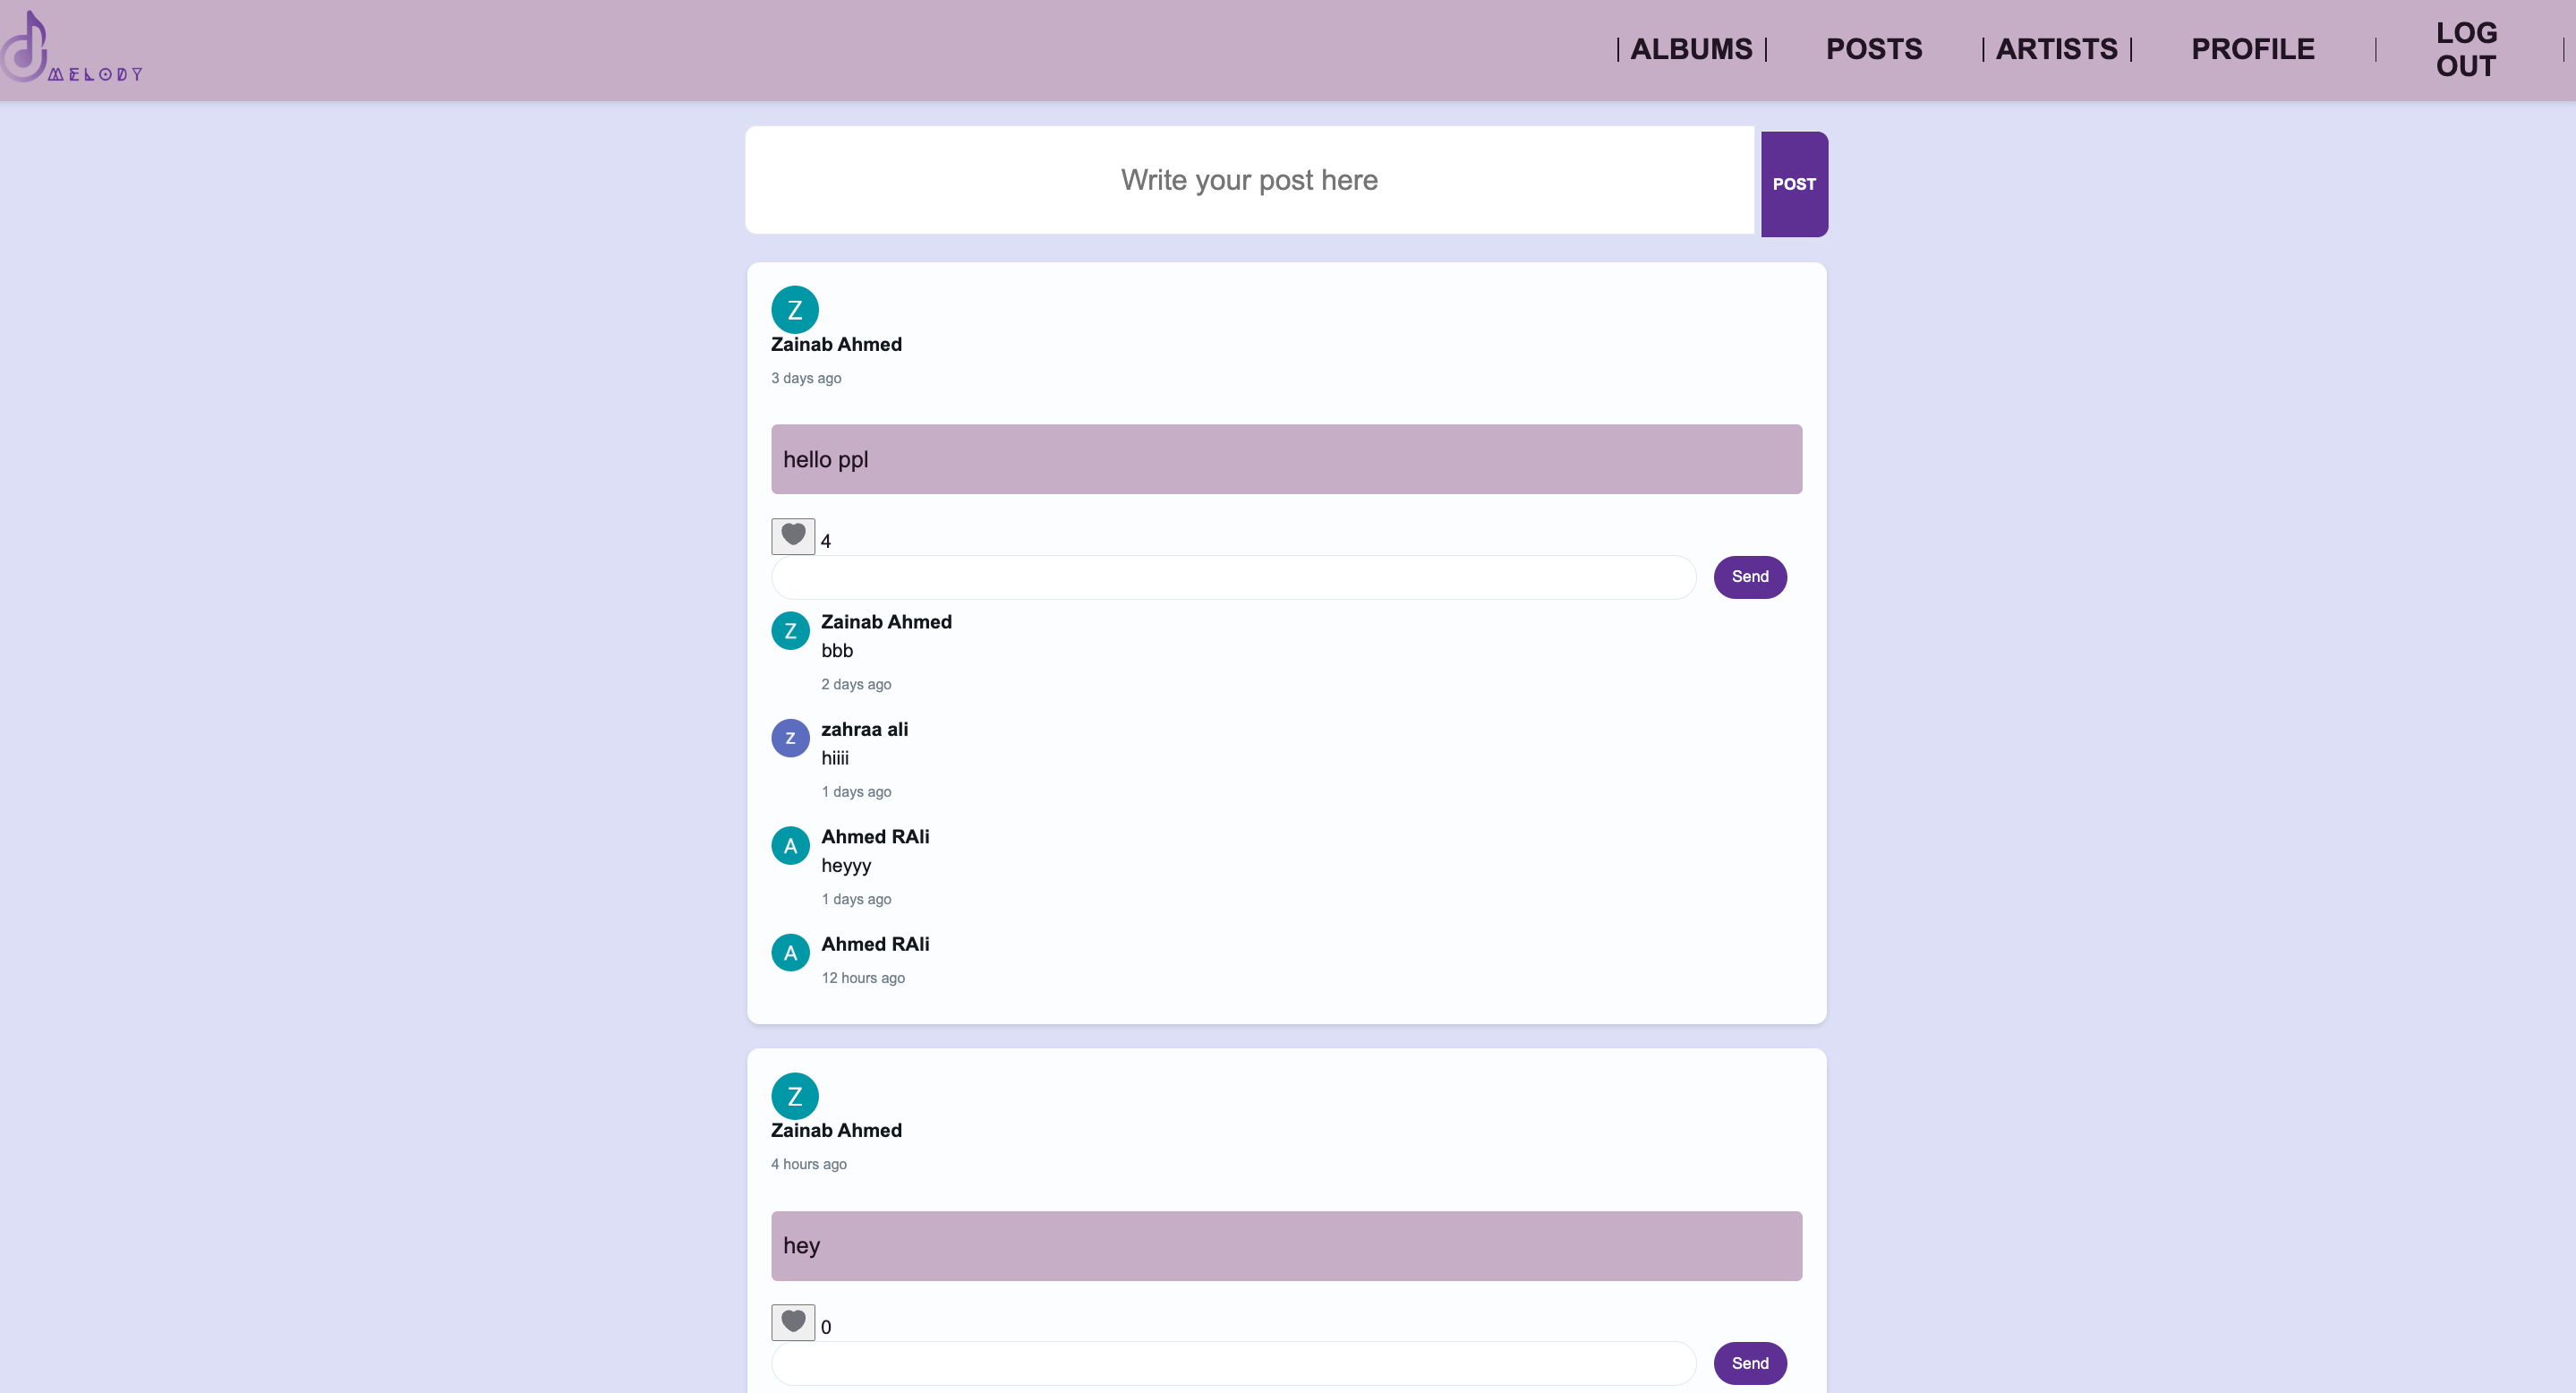 MELODY
| ALBUMS | POSTS | ARTISTS | PROFILE | LOG OUT |
Write your post here
POST
Z
Zainab Ahmed
3 days ago
hello ppl
4
Send
Z
Zainab Ahmed
bbb
2 days ago
z
zahraa ali
hiiii
1 days ago
A
Ahmed RAli
heyyy
1 days ago
A
Ahmed RAli
12 hours ago
Z
Zainab Ahmed
4 hours ago
hey
0
Send